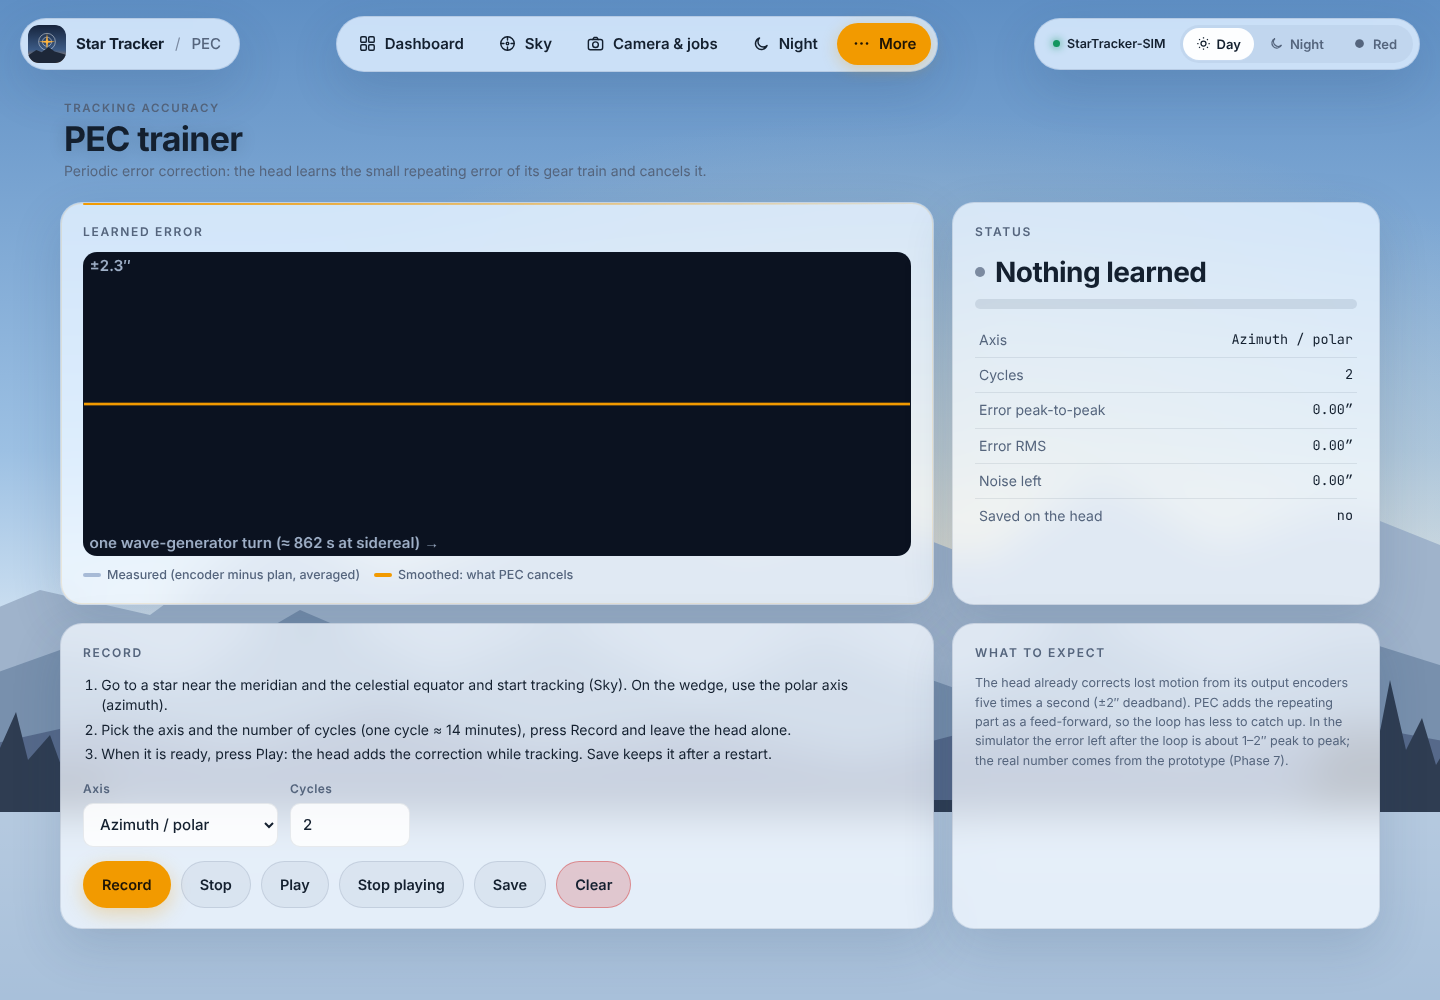 Star Tracker / PEC
Dashboard
Sky
Camera & jobs
Night
··· More
StarTracker-SIM
Day
Night
Red
TRACKING ACCURACY
PEC trainer
Periodic error correction: the head learns the small repeating error of its gear train and cancels it.
LEARNED ERROR
±2.3″
one wave-generator turn (≈ 862 s at sidereal) →
Measured (encoder minus plan, averaged)
Smoothed: what PEC cancels
STATUS
Nothing learned
Axis Azimuth / polar
Cycles 2
Error peak-to-peak 0.00″
Error RMS 0.00″
Noise left 0.00″
Saved on the head no
RECORD
1. Go to a star near the meridian and the celestial equator and start tracking (Sky). On the wedge, use the polar axis
(azimuth).
2. Pick the axis and the number of cycles (one cycle ≈ 14 minutes), press Record and leave the head alone.
3. When it is ready, press Play: the head adds the correction while tracking. Save keeps it after a restart.
Axis Cycles
Azimuth / polar 2
Record Stop Play Stop playing Save Clear
WHAT TO EXPECT
The head already corrects lost motion from its output encoders
five times a second (±2″ deadband). PEC adds the repeating
part as a feed-forward, so the loop has less to catch up. In the
simulator the error left after the loop is about 1–2″ peak to peak;
the real number comes from the prototype (Phase 7).